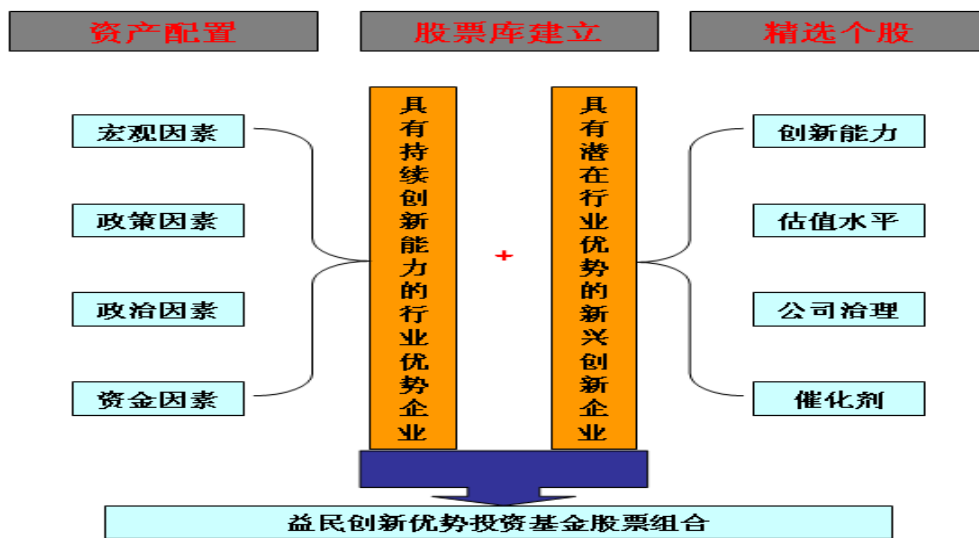 资产配置
股票库建立
精选个股
宏观因素
政策因素
政治因素
资金因素
具有持续创新能力的行业优势企业
+
具有潜在行业优势的新兴创新企业
创新能力
估值水平
公司治理
催化剂
益民创新优势投资基金股票组合